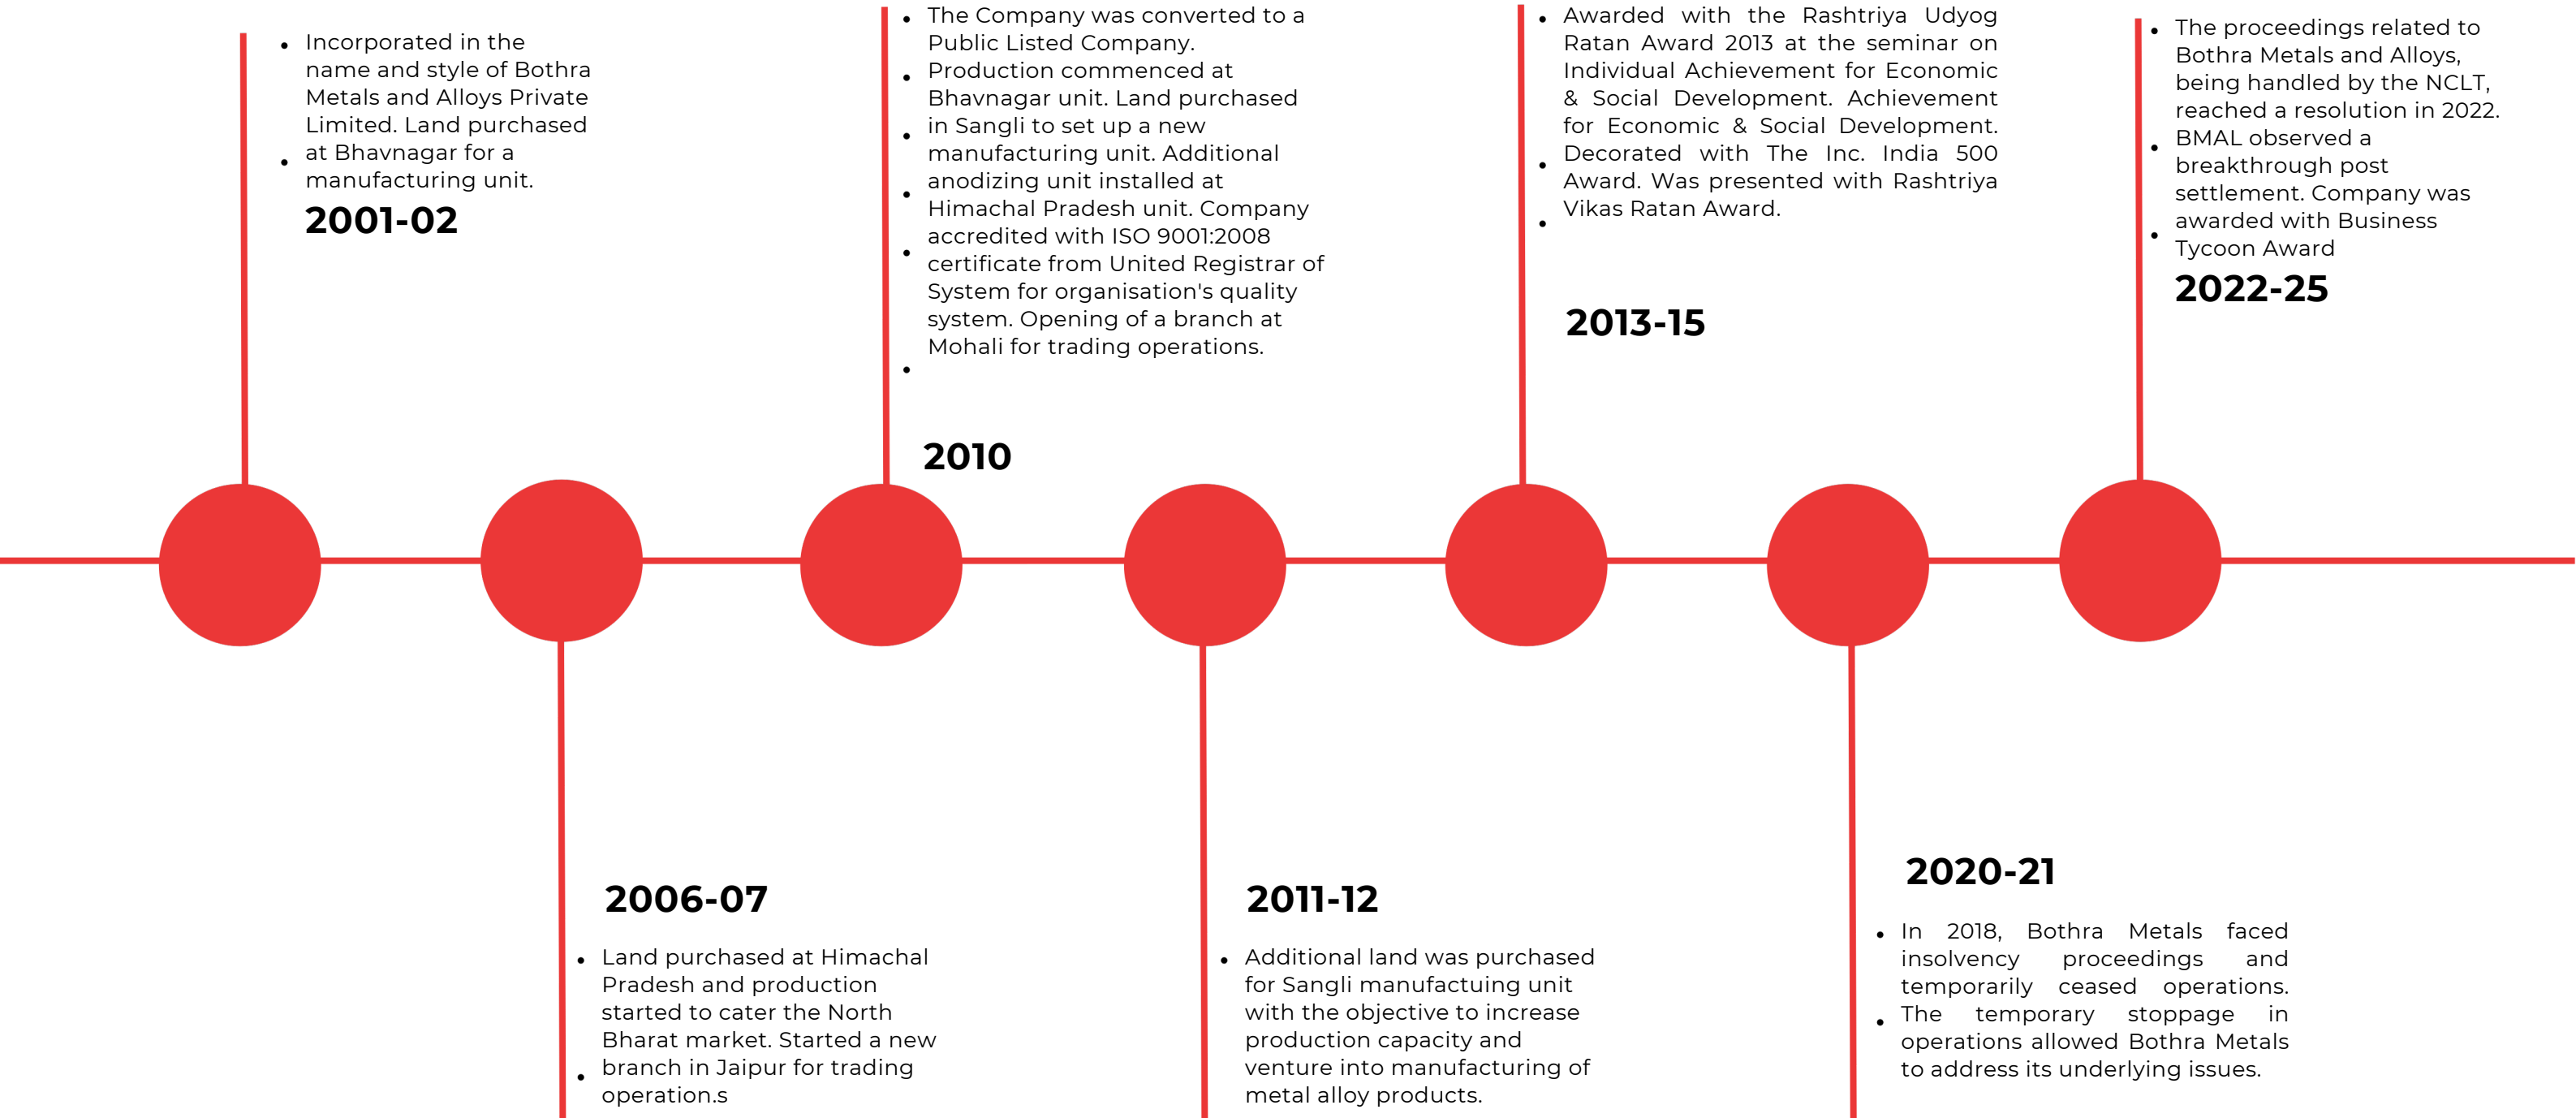 • Incorporated in the
name and style of Bothra
Metals and Alloys Private
Limited. Land purchased
• at Bhavnagar for a
manufacturing unit.
2001-02
• The Company was converted to a
Public Listed Company.
• Production commenced at
Bhavnagar unit. Land purchased
• in Sangli to set up a new
manufacturing unit. Additional
anodizing unit installed at
• Himachal Pradesh unit. Company
accredited with ISO 9001:2008
• certificate from United Registrar of
System for organisation's quality
system. Opening of a branch at
Mohali for trading operations.
•
2010
• Awarded with the Rashtriya Udyog
Ratan Award 2013 at the seminar on
Individual Achievement for Economic
& Social Development. Achievement
for Economic & Social Development.
• Decorated with The Inc. India 500
Award. Was presented with Rashtriya
Vikas Ratan Award.
•
2013-15
• The proceedings related to
Bothra Metals and Alloys,
being handled by the NCLT,
reached a resolution in 2022.
• BMAL observed a
breakthrough post
settlement. Company was
• awarded with Business
Tycoon Award
2022-25
2006-07
• Land purchased at Himachal
Pradesh and production
started to cater the North
Bharat market. Started a new
• branch in Jaipur for trading
operation.s
2011-12
• Additional land was purchased
for Sangli manufactuing unit
with the objective to increase
production capacity and
venture into manufacturing of
metal alloy products.
2020-21
• In 2018, Bothra Metals faced
insolvency proceedings and
temporarily ceased operations.
• The temporary stoppage in
operations allowed Bothra Metals
to address its underlying issues.